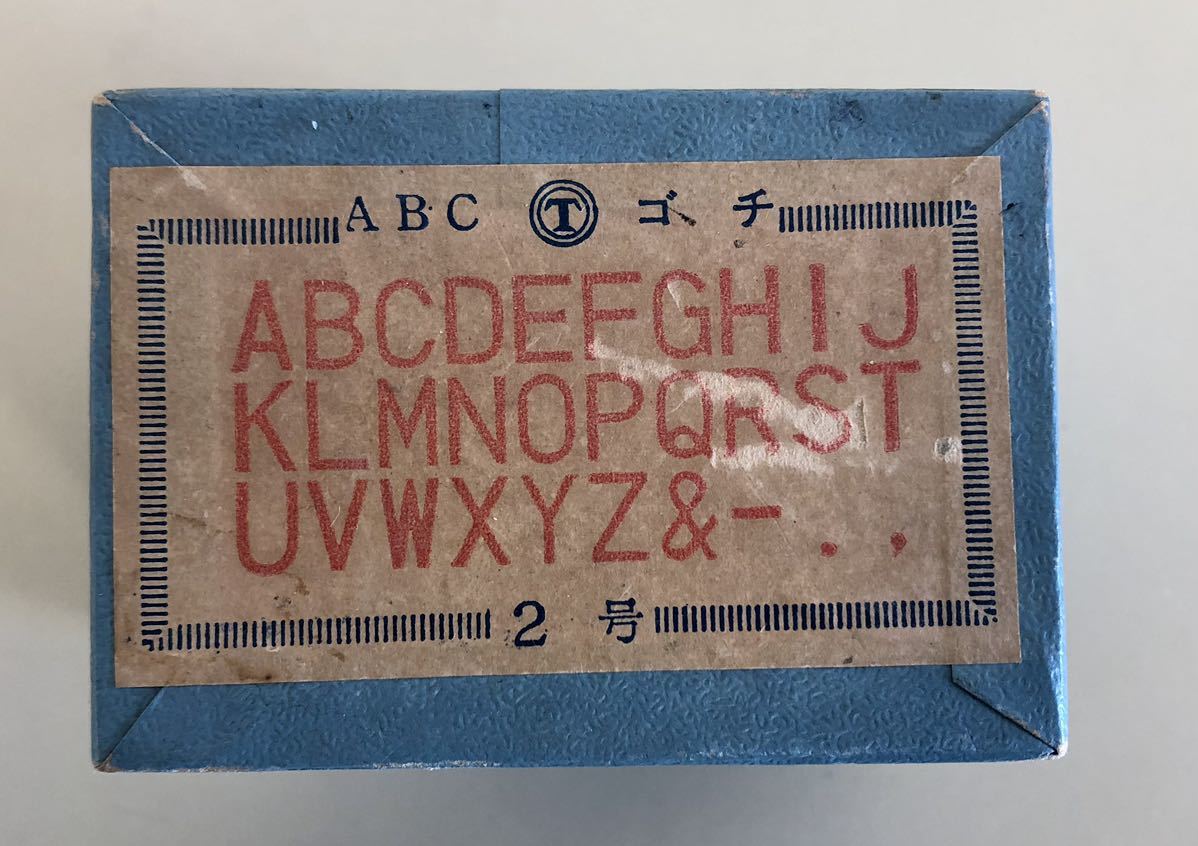 ABC T ゴチ
ABCDEFGHIJ
KLMNOPQRST
UVWXYZ&-.,
2号